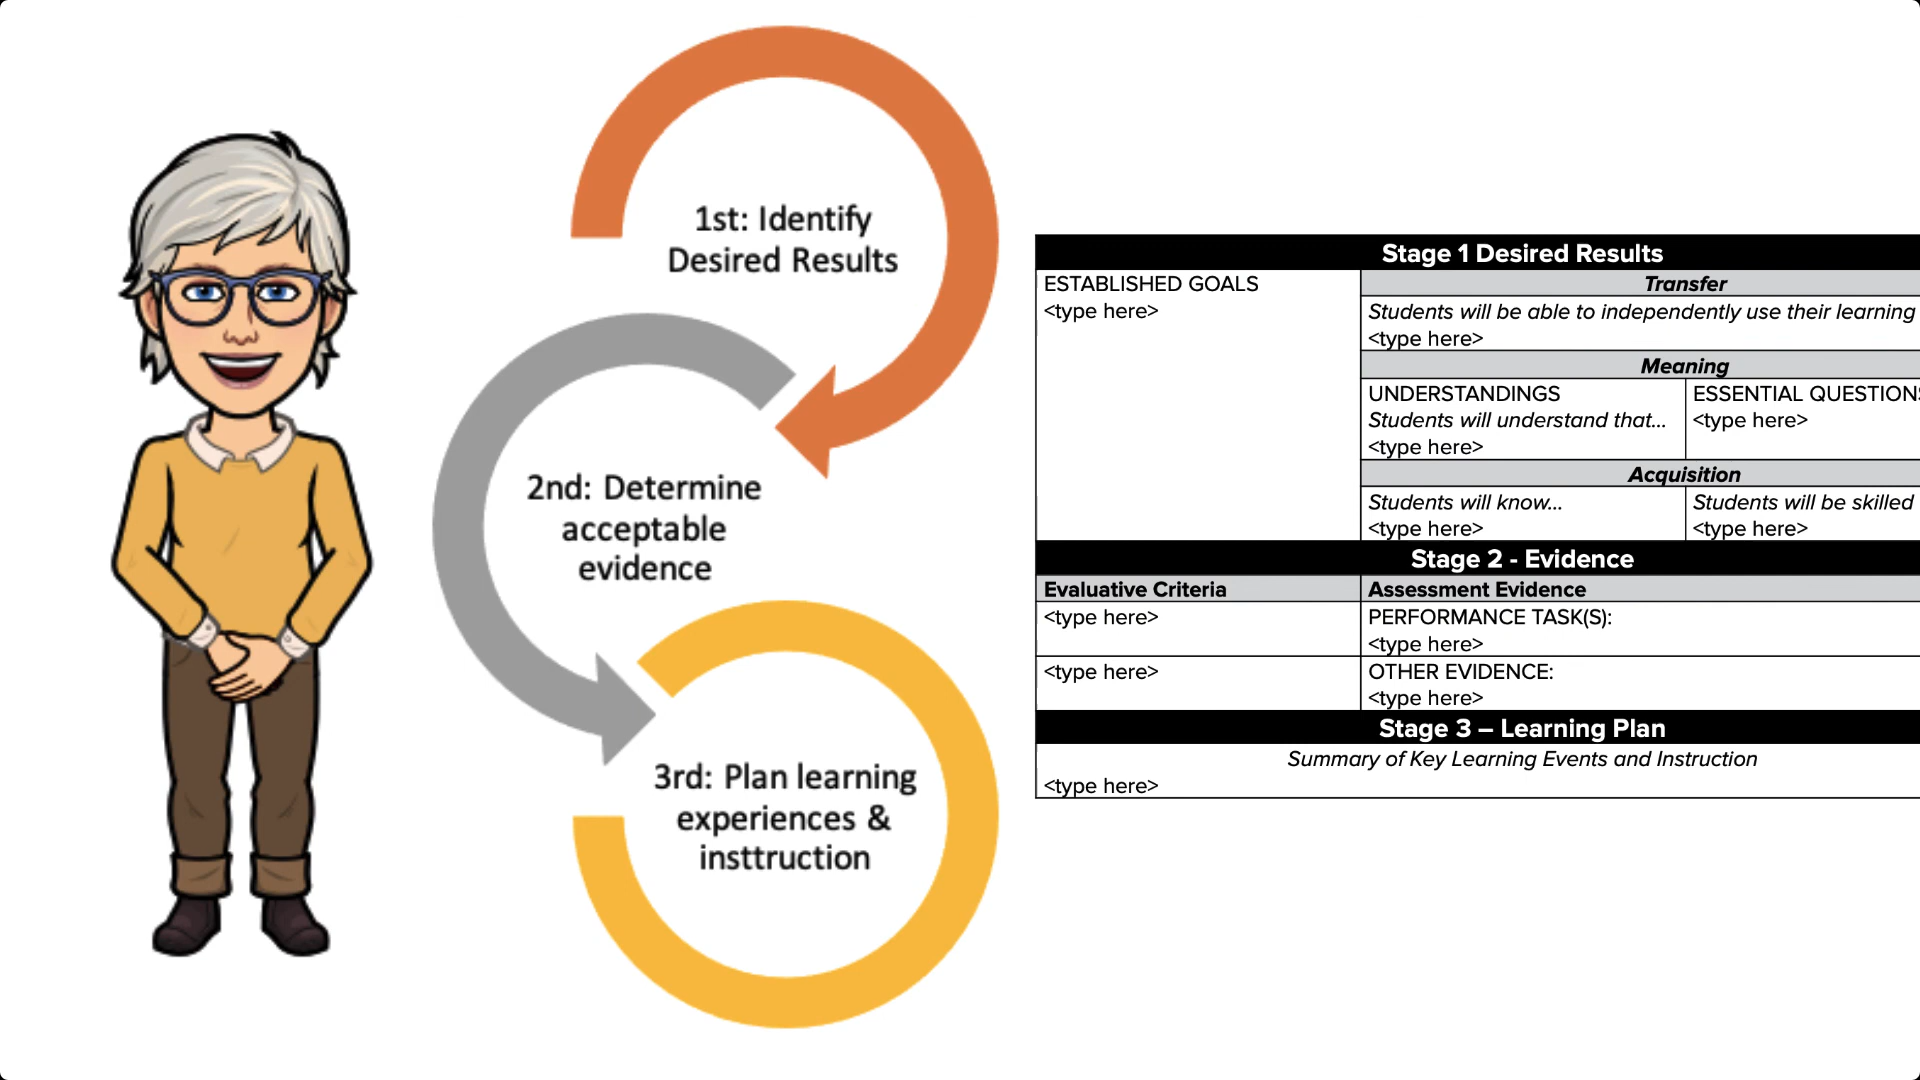 1st: Identify
Desired Results
2nd: Determine
acceptable
evidence
3rd: Plan learning
experiences &
insttruction
Stage 1 Desired Results
ESTABLISHED GOALS
<type here>
Transfer
Students will be able to independently use their learning
<type here>
Meaning
UNDERSTANDINGS
Students will understand that...
<type here>
ESSENTIAL QUESTIONS
<type here>
Acquisition
Students will know...
<type here>
Students will be skilled
<type here>
Stage 2 - Evidence
Evaluative Criteria
Assessment Evidence
<type here>
PERFORMANCE TASK(S):
<type here>
<type here>
OTHER EVIDENCE:
<type here>
Stage 3 – Learning Plan
Summary of Key Learning Events and Instruction
<type here>